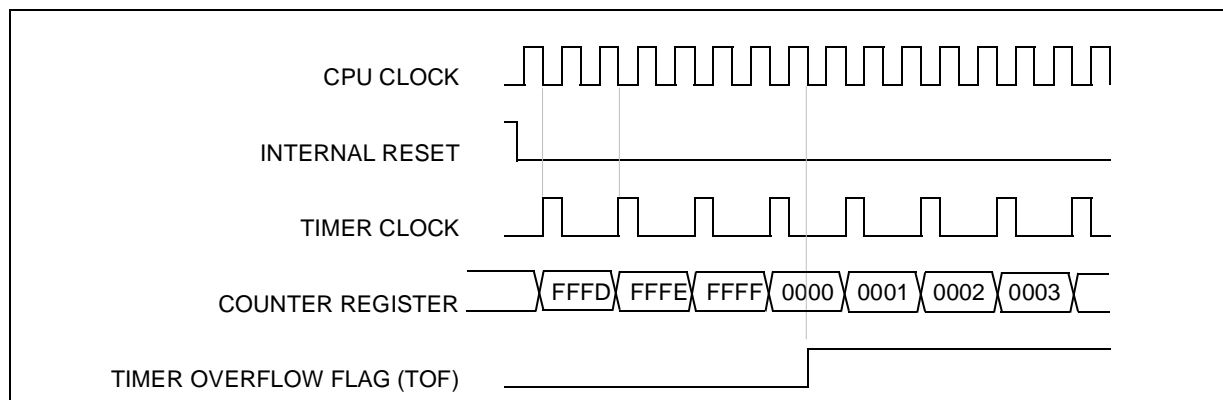 CPU CLOCK
INTERNAL RESET
TIMER CLOCK
COUNTER REGISTER FFFD FFFE FFFF 0000 0001 0002 0003
TIMER OVERFLOW FLAG (TOF)